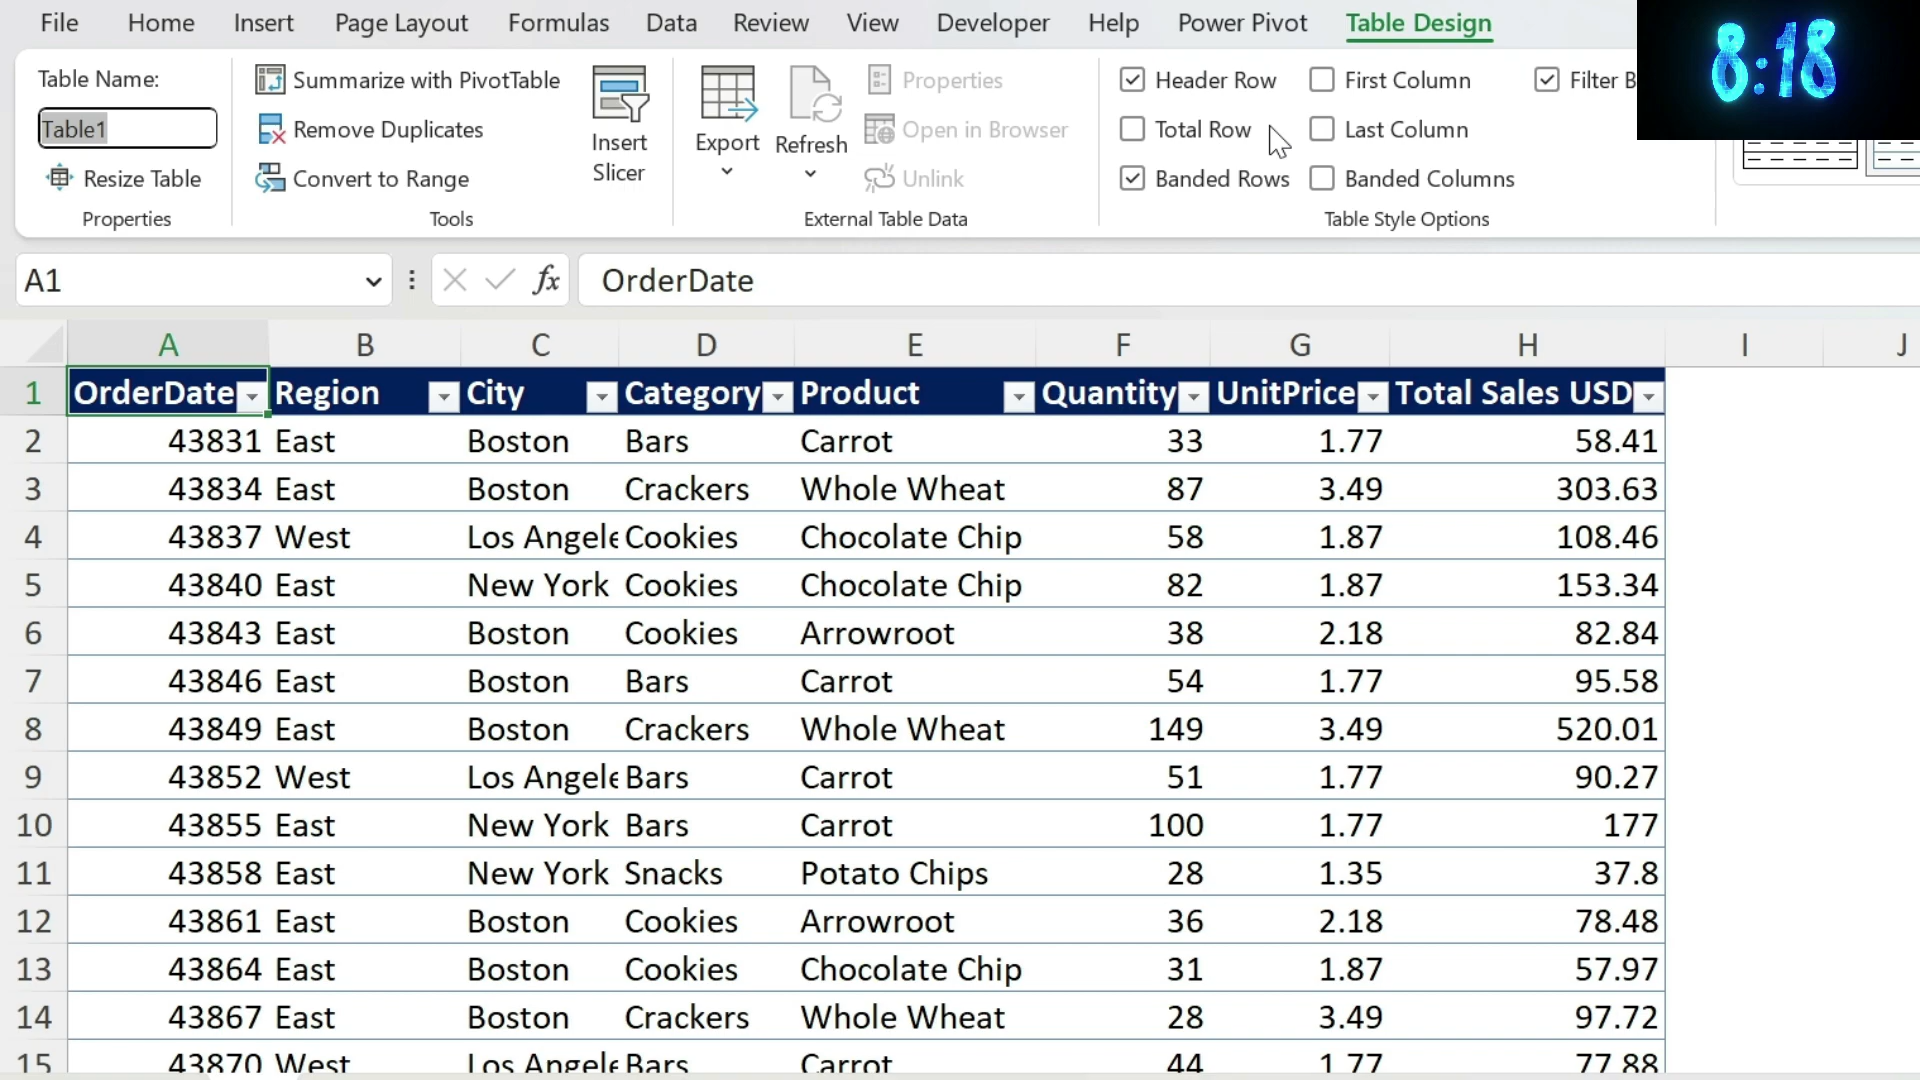 File Home Insert Page Layout Formulas Data Review View Developer Help Power Pivot Table Design
8:18
Table Name:
Table1
Resize Table
Properties
Summarize with PivotTable
Remove Duplicates
Convert to Range
Tools
Insert
Slicer
Export
Refresh
Properties
Open in Browser
Unlink
External Table Data
Header Row
Total Row
Banded Rows
First Column
Last Column
Banded Columns
Filter B
Table Style Options
A1 fx OrderDate
A B C D E F G H I J
1 OrderDate Region City Category Product Quantity UnitPrice Total Sales USD
2 43831 East Boston Bars Carrot 33 1.77 58.41
3 43834 East Boston Crackers Whole Wheat 87 3.49 303.63
4 43837 West Los Angele Cookies Chocolate Chip 58 1.87 108.46
5 43840 East New York Cookies Chocolate Chip 82 1.87 153.34
6 43843 East Boston Cookies Arrowroot 38 2.18 82.84
7 43846 East Boston Bars Carrot 54 1.77 95.58
8 43849 East Boston Crackers Whole Wheat 149 3.49 520.01
9 43852 West Los Angele Bars Carrot 51 1.77 90.27
10 43855 East New York Bars Carrot 100 1.77 177
11 43858 East New York Snacks Potato Chips 28 1.35 37.8
12 43861 East Boston Cookies Arrowroot 36 2.18 78.48
13 43864 East Boston Cookies Chocolate Chip 31 1.87 57.97
14 43867 East Boston Crackers Whole Wheat 28 3.49 97.72
15 43870 West Los Angele Bars Carrot 44 1.77 77.88